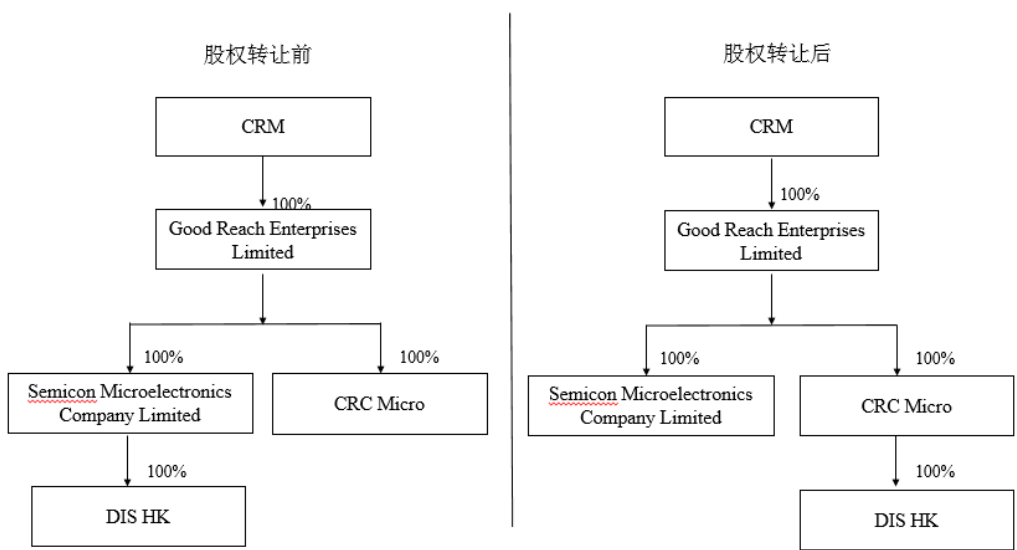 股权转让前
CRM
100%
Good Reach Enterprises
Limited
100%
100%
Semicon Microelectronics
Company Limited
CRC Micro
100%
DIS HK
股权转让后
CRM
100%
Good Reach Enterprises
Limited
100%
100%
Semicon Microelectronics
Company Limited
CRC Micro
100%
DIS HK